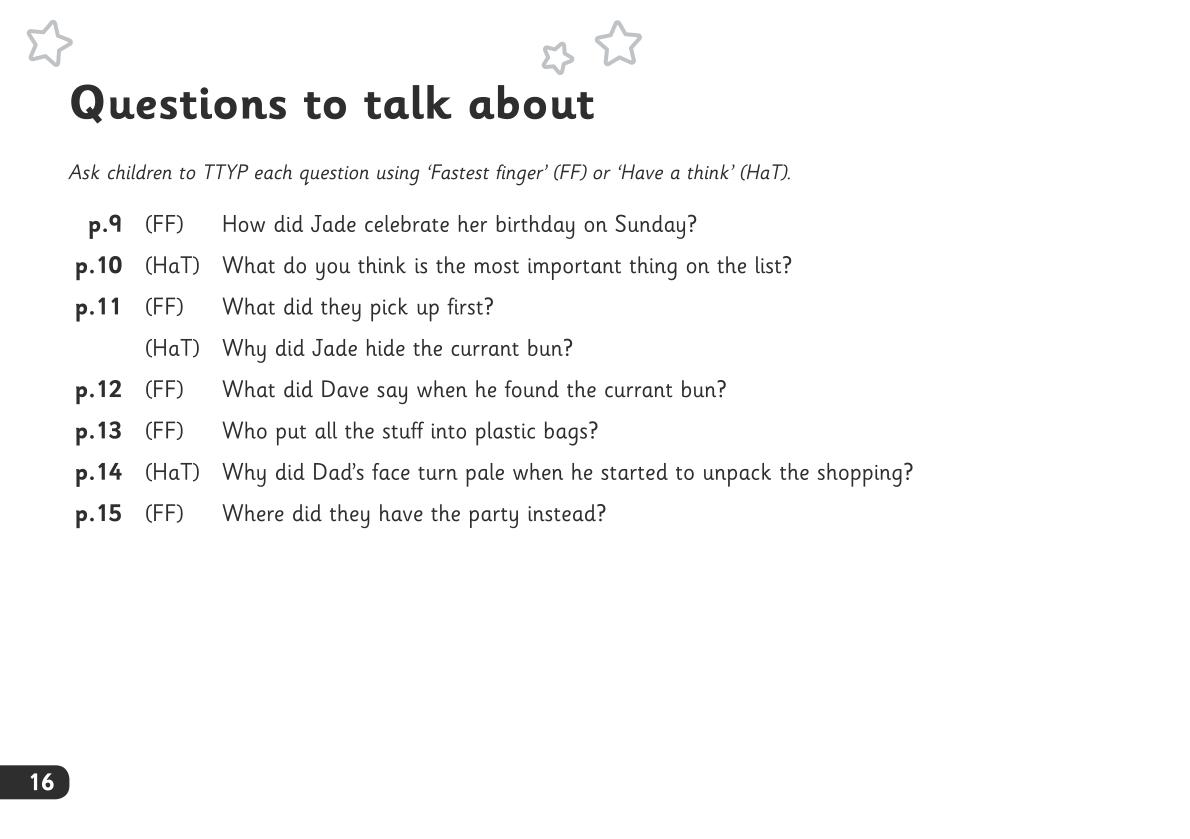 Questions to talk about
Ask children to TTYP each question using ‘Fastest finger’ (FF) or ‘Have a think’ (HaT).
p.9 (FF) How did Jade celebrate her birthday on Sunday?
p.10 (HaT) What do you think is the most important thing on the list?
p.11 (FF) What did they pick up first?
(HaT) Why did Jade hide the currant bun?
p.12 (FF) What did Dave say when he found the currant bun?
p.13 (FF) Who put all the stuff into plastic bags?
p.14 (HaT) Why did Dad’s face turn pale when he started to unpack the shopping?
p.15 (FF) Where did they have the party instead?
16